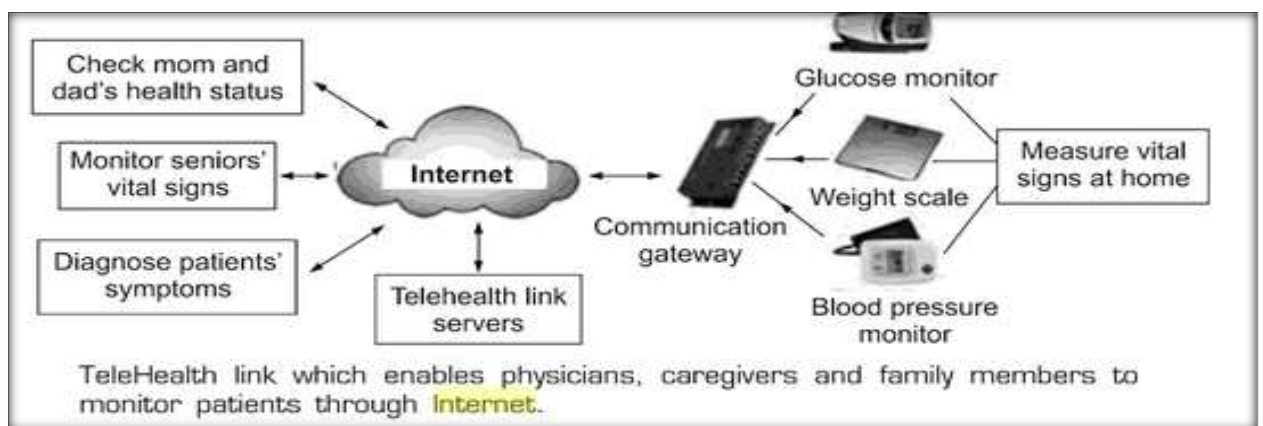 Check mom and
dad's health status
Monitor seniors'
vital signs
Diagnose patients'
symptoms
Internet
Telehealth link
servers
Communication
gateway
Glucose monitor
Weight scale
Blood pressure
monitor
Measure vital
signs at home
TeleHealth link which enables physicians, caregivers and family members to
monitor patients through Internet.